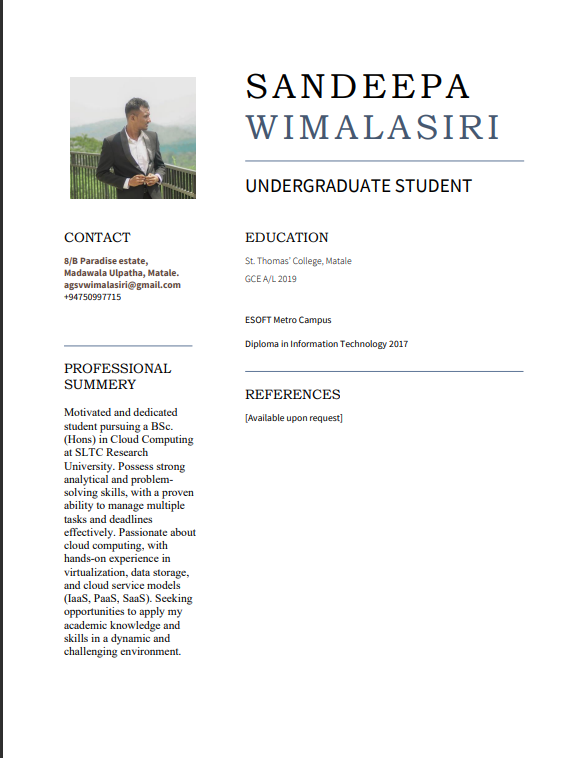 SANDEEPA
WIMALASIRI
UNDERGRADUATE STUDENT
CONTACT
8/B Paradise estate,
Madawala Ulpatha, Matale.
agsvwimalasiri@gmail.com
+94750997715
PROFESSIONAL
SUMMERY
Motivated and dedicated
student pursuing a BSc.
(Hons) in Cloud Computing
at SLTC Research
University. Possess strong
analytical and problem-
solving skills, with a proven
ability to manage multiple
tasks and deadlines
effectively. Passionate about
cloud computing, with
hands-on experience in
virtualization, data storage,
and cloud service models
(IaaS, PaaS, SaaS). Seeking
opportunities to apply my
academic knowledge and
skills in a dynamic and
challenging environment.
EDUCATION
St. Thomas' College, Matale
GCE A/L 2019
ESOFT Metro Campus
Diploma in Information Technology 2017
REFERENCES
[Available upon request]